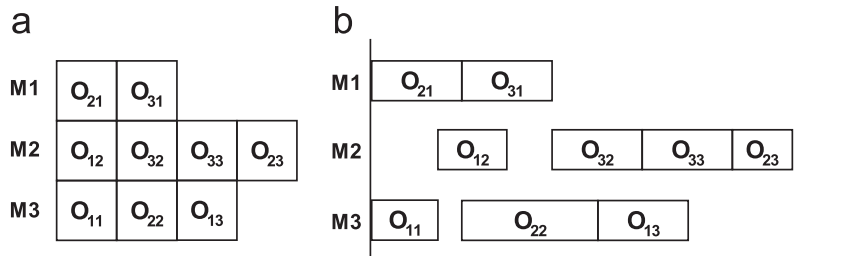 a b
M1 O21 O31 M1 O21 O31
M2 O12 O32 O33 O23 M2 O12 O32 O33 O23
M3 O11 O22 O13 M3 O11 O22 O13